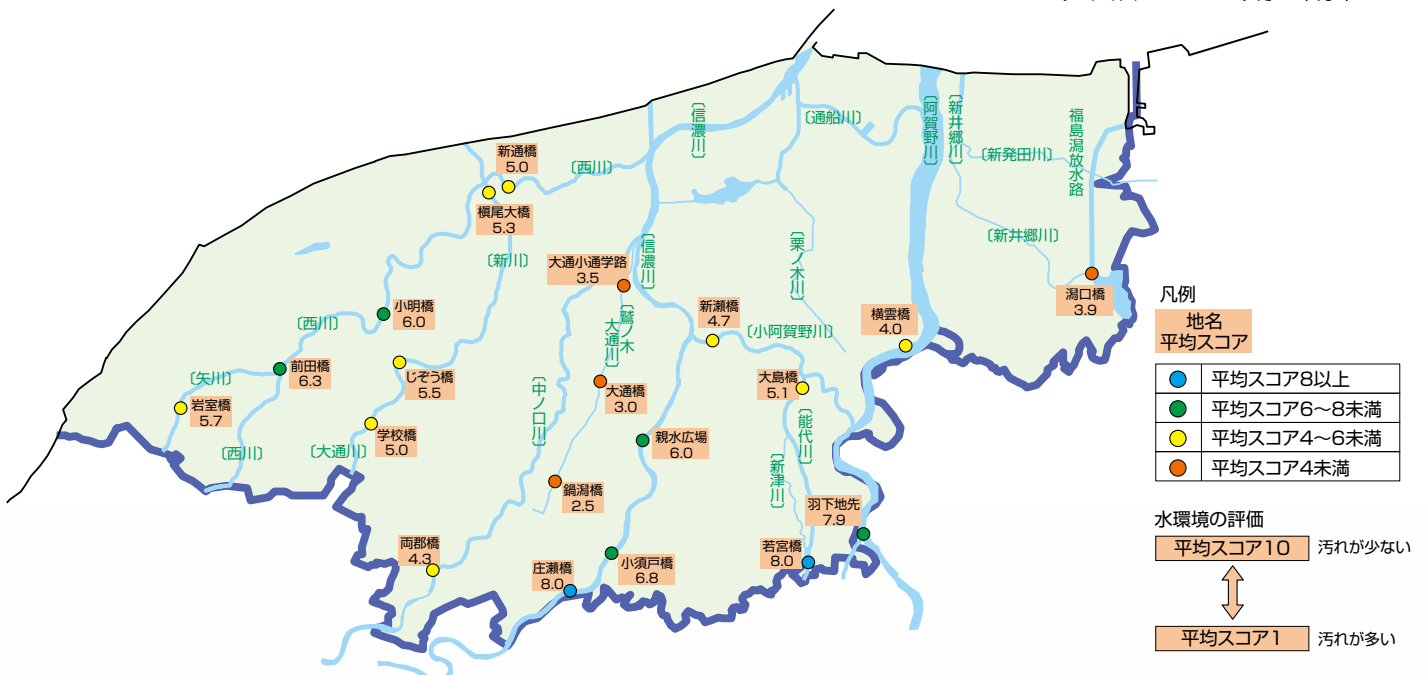 〔信濃川〕
〔通船川〕
〔阿賀野川〕
〔新井郷川〕
福島潟放水路
〔新発田川〕
〔新井郷川〕
新通橋
5.0
〔西川〕
槇尾大橋
5.3
〔新川〕
大通小通学路
3.5
〔信濃川〕
〔栗ノ木川〕
潟口橋
3.9
小明橋
6.0
〔西川〕
〔鷲ノ木
大通川〕
新瀬橋
4.7
〔小阿賀野川〕
横雲橋
4.0
前田橋
6.3
〔矢川〕
じぞう橋
5.5
岩室橋
5.7
〔中ノ口川〕
大通橋
3.0
大島橋
5.1
学校橋
5.0
〔大通川〕
〔西川〕
親水広場
6.0
〔能代川〕
〔新津川〕
鍋潟橋
2.5
羽下地先
7.9
両郡橋
4.3
庄瀬橋
8.0
小須戸橋
6.8
若宮橋
8.0
凡例
地名
平均スコア
平均スコア8以上
平均スコア6～8未満
平均スコア4～6未満
平均スコア4未満
水環境の評価
平均スコア10 汚れが少ない
平均スコア1 汚れが多い